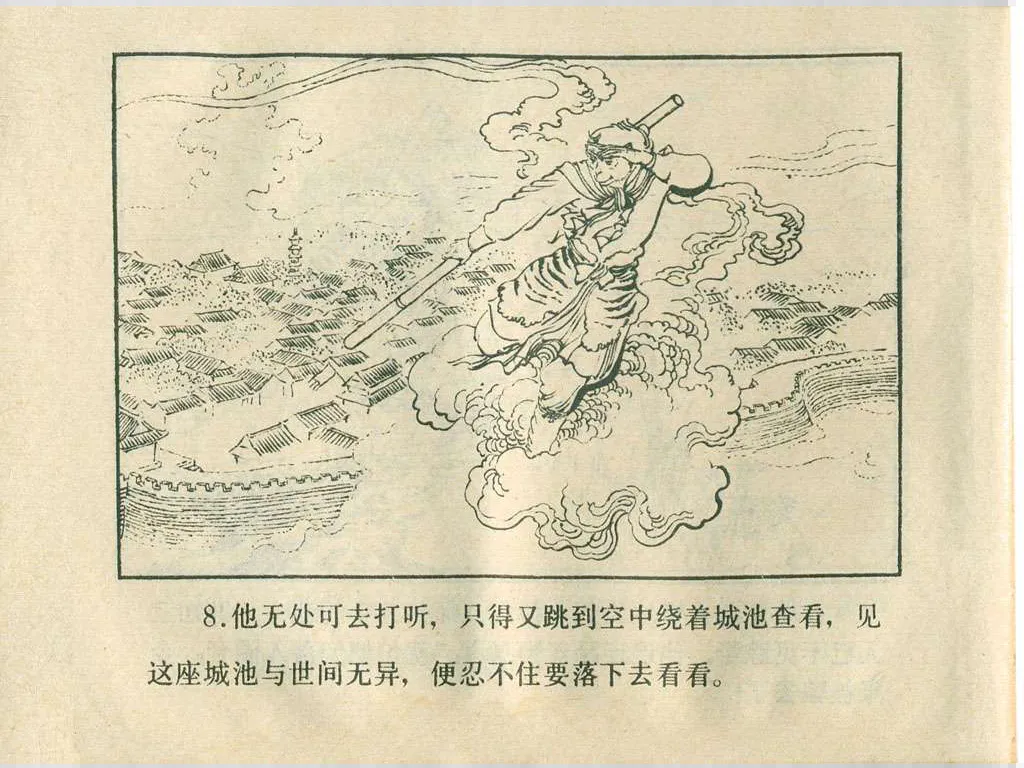 8.他无处可去打听，只得又跳到空中绕着城池查看，见
这座城池与世间无异，便忍不住要落下去看看。